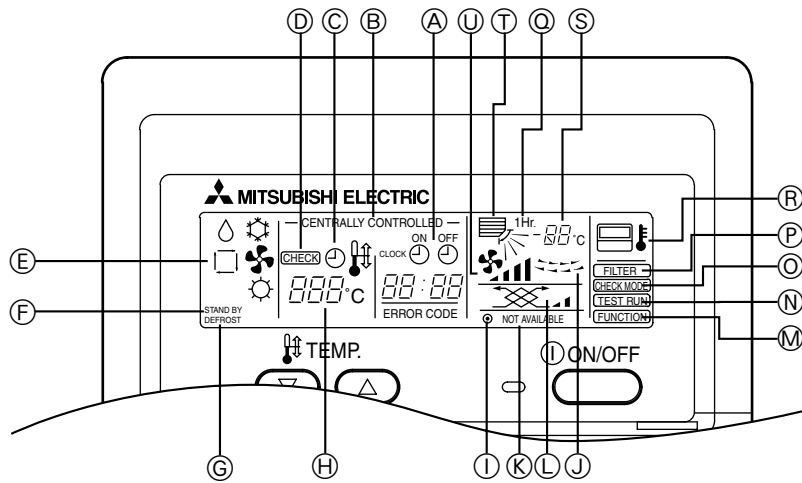 D C B A U T Q S
MITSUBISHI ELECTRIC
CENTRALLY CONTROLLED
1Hr.
ON OFF
CHECK
CLOCK
88 °C
888 °C
88:88
ERROR CODE
STAND BY
DEFROST
NOT AVAILABLE
FILTER
CHECK MODE
TEST RUN
FUNCTION
E
F
R
P
O
N
M
TEMP.
ON/OFF
G H I K L J